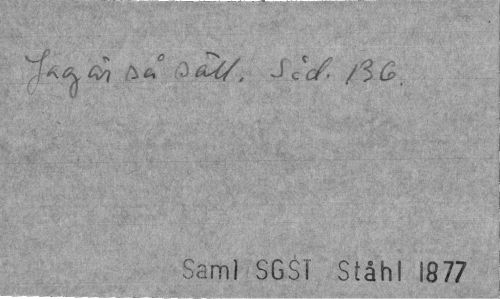 Jag är så säll. Sid. 136.
Saml SGST Ståhl 1877